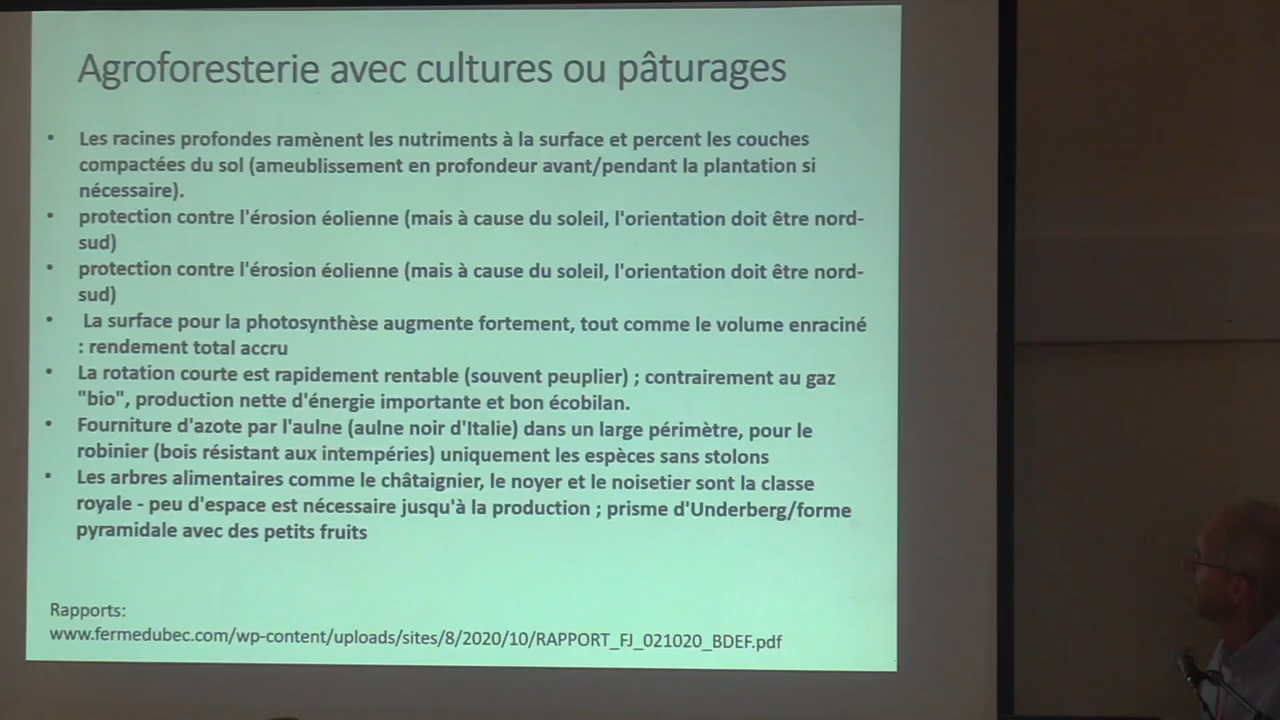 Agroforesterie avec cultures ou pâturages
• Les racines profondes ramènent les nutriments à la surface et percent les couches
compactées du sol (ameublissement en profondeur avant/pendant la plantation si
nécessaire).
• protection contre l'érosion éolienne (mais à cause du soleil, l'orientation doit être nord-
sud)
• protection contre l'érosion éolienne (mais à cause du soleil, l'orientation doit être nord-
sud)
• La surface pour la photosynthèse augmente fortement, tout comme le volume enraciné
: rendement total accru
• La rotation courte est rapidement rentable (souvent peuplier) ; contrairement au gaz
"bio", production nette d'énergie importante et bon écobilan.
• Fourniture d'azote par l'aulne (aulne noir d'Italie) dans un large périmètre, pour le
robinier (bois résistant aux intempéries) uniquement les espèces sans stolons
• Les arbres alimentaires comme le châtaignier, le noyer et le noisetier sont la classe
royale - peu d'espace est nécessaire jusqu'à la production ; prisme d'Underberg/forme
pyramidale avec des petits fruits
Rapports:
www.fermedubec.com/wp-content/uploads/sites/8/2020/10/RAPPORT_FJ_021020_BDEF.pdf